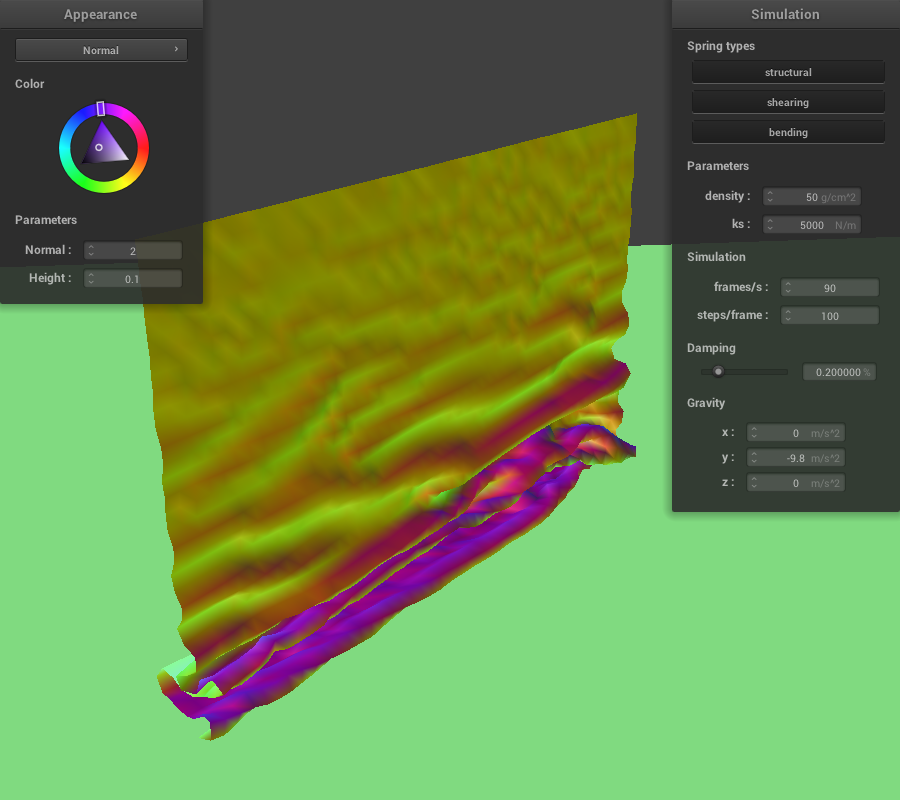 Appearance
Normal
Color
Parameters
Normal : 2
Height : 0.1
Simulation
Spring types
structural
shearing
bending
Parameters
density : 50 g/cm^2
ks : 5000 N/m
Simulation
frames/s : 90
steps/frame : 100
Damping
0.200000 %
Gravity
x : 0 m/s^2
y : -9.8 m/s^2
z : 0 m/s^2